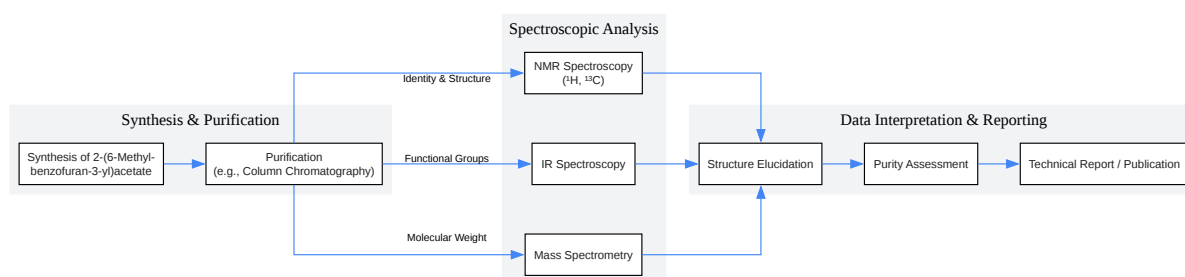 Spectroscopic Analysis
NMR Spectroscopy
(¹H, ¹³C)
Identity & Structure
Synthesis & Purification
Data Interpretation & Reporting
Synthesis of 2-(6-Methyl-
benzofuran-3-yl)acetate
Purification
(e.g., Column Chromatography)
Functional Groups
IR Spectroscopy
Structure Elucidation
Purity Assessment
Technical Report / Publication
Molecular Weight
Mass Spectrometry